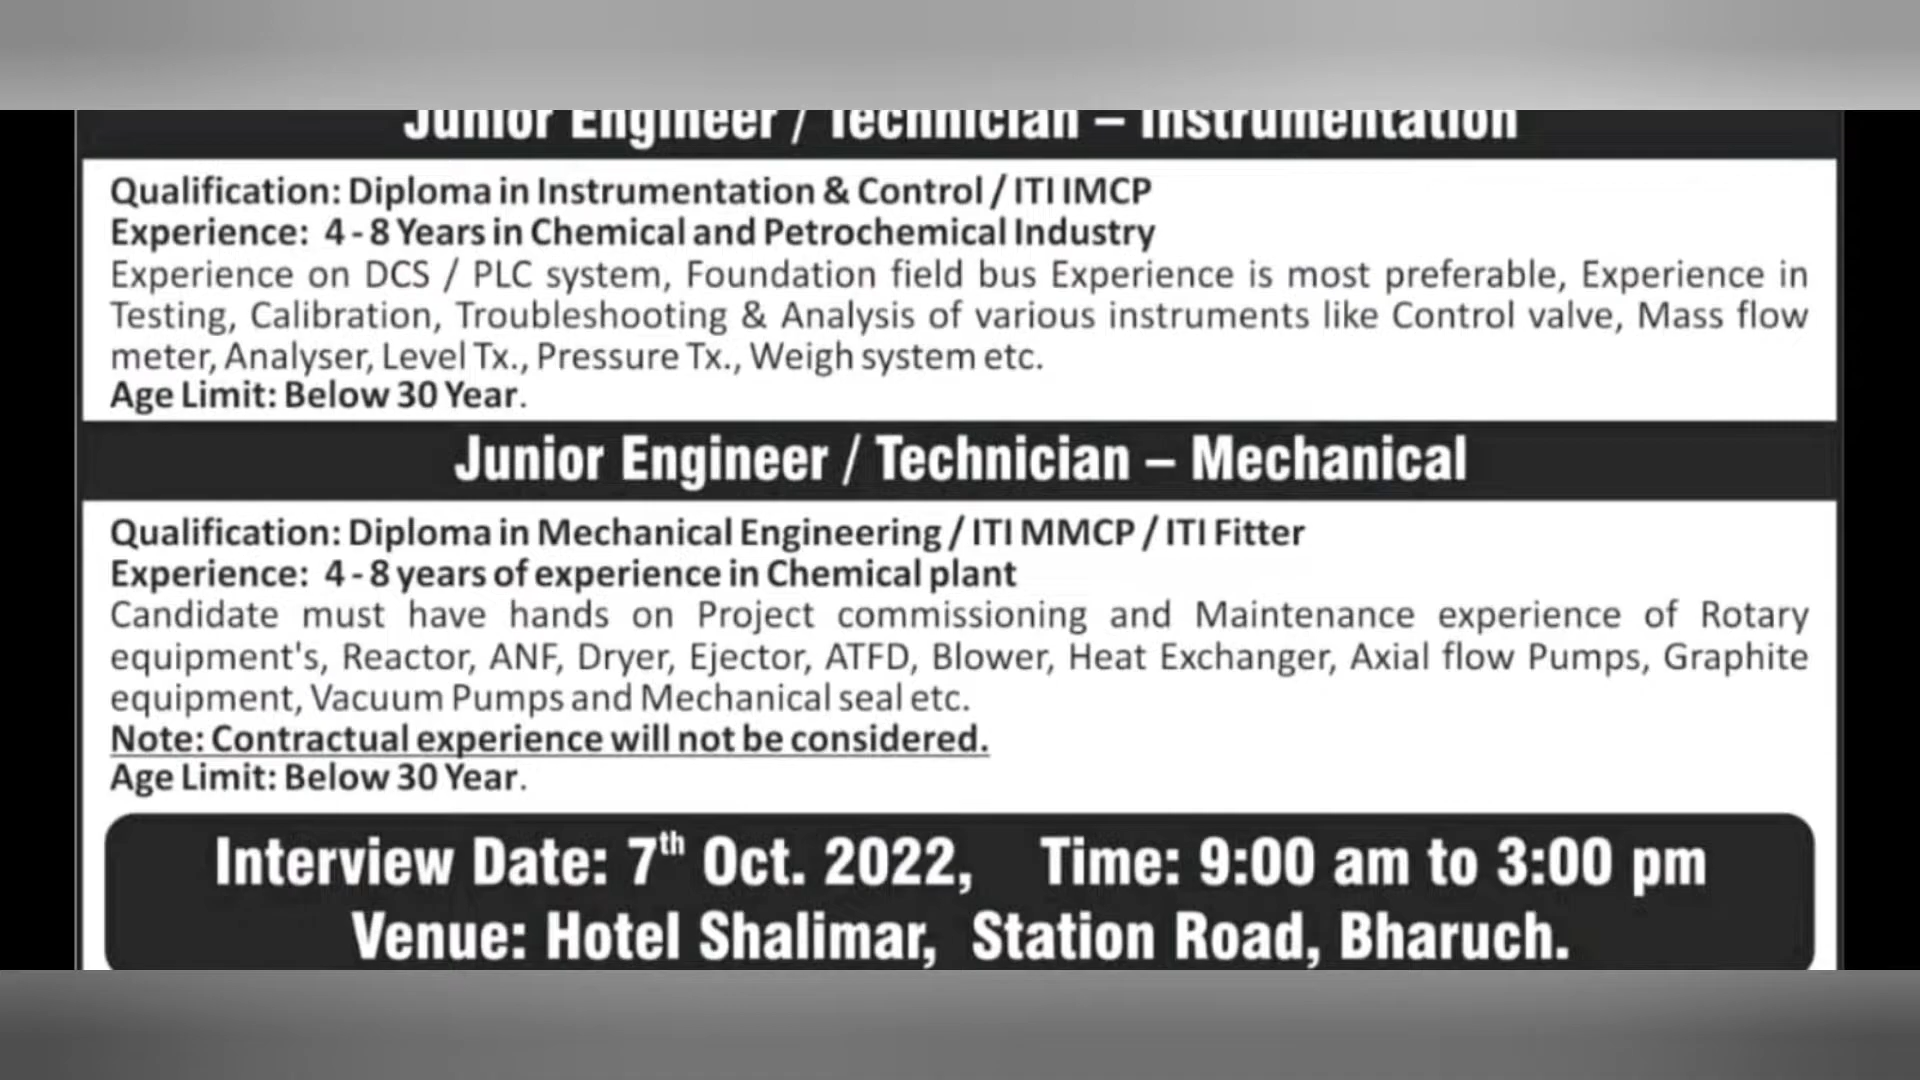 Junior Engineer / Technician – Instrumentation
Qualification: Diploma in Instrumentation & Control / ITI IMCP
Experience: 4 - 8 Years in Chemical and Petrochemical Industry
Experience on DCS / PLC system, Foundation field bus Experience is most preferable, Experience in
Testing, Calibration, Troubleshooting & Analysis of various instruments like Control valve, Mass flow
meter, Analyser, Level Tx., Pressure Tx., Weigh system etc.
Age Limit: Below 30 Year.
Junior Engineer / Technician – Mechanical
Qualification: Diploma in Mechanical Engineering / ITI MMCP / ITI Fitter
Experience: 4 - 8 years of experience in Chemical plant
Candidate must have hands on Project commissioning and Maintenance experience of Rotary
equipment's, Reactor, ANF, Dryer, Ejector, ATFD, Blower, Heat Exchanger, Axial flow Pumps, Graphite
equipment, Vacuum Pumps and Mechanical seal etc.
Note: Contractual experience will not be considered.
Age Limit: Below 30 Year.
Interview Date: 7th Oct. 2022, Time: 9:00 am to 3:00 pm
Venue: Hotel Shalimar, Station Road, Bharuch.